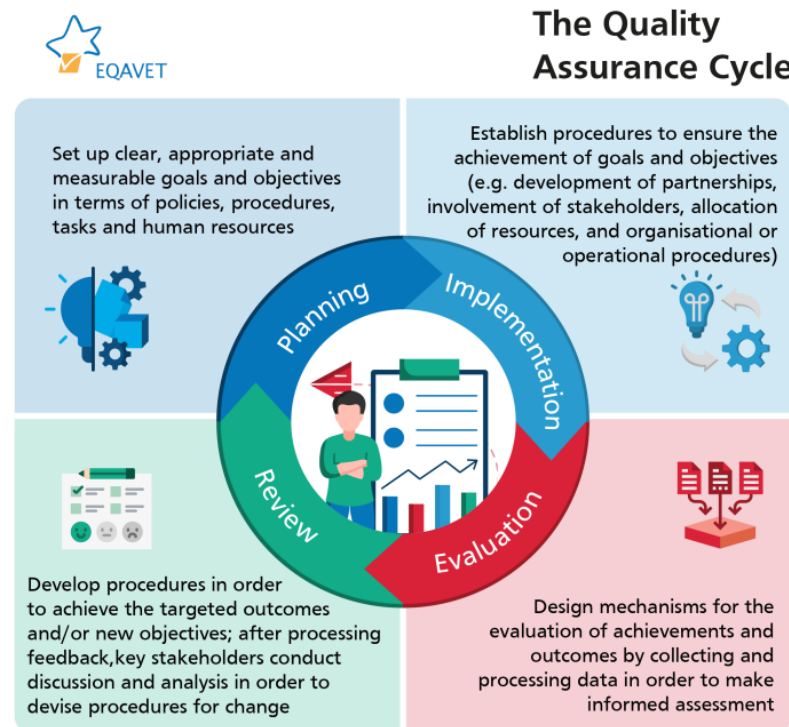 EQAVET
The Quality
Assurance Cycle
Set up clear, appropriate and
measurable goals and objectives
in terms of policies, procedures,
tasks and human resources
Establish procedures to ensure the
achievement of goals and objectives
(e.g. development of partnerships,
involvement of stakeholders, allocation
of resources, and organisational or
operational procedures)
Planning
Implementation
Review
Evaluation
Develop procedures in order
to achieve the targeted outcomes
and/or new objectives; after processing
feedback,key stakeholders conduct
discussion and analysis in order to
devise procedures for change
Design mechanisms for the
evaluation of achievements and
outcomes by collecting and
processing data in order to make
informed assessment